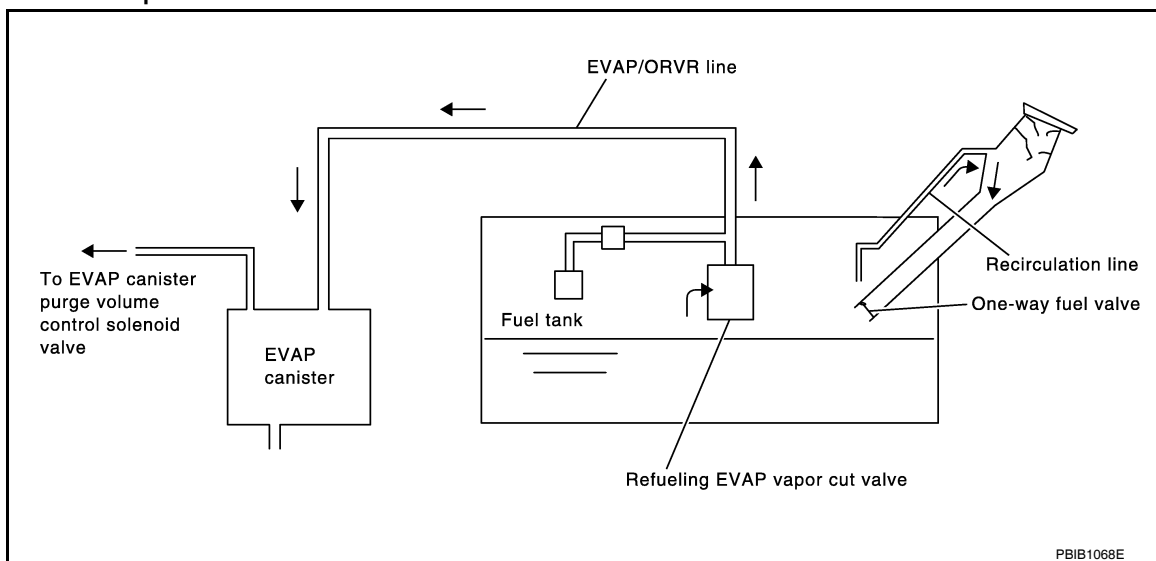 EVAP/ORVR line
Recirculation line
One-way fuel valve
To EVAP canister
purge volume
control solenoid
valve
Fuel tank
EVAP
canister
Refueling EVAP vapor cut valve
PBIB1068E